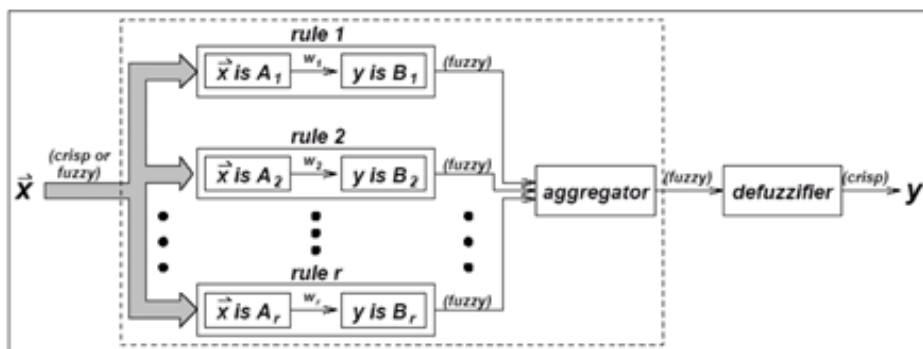 rule 1
x⃗ is A₁ w₁ y is B₁ (fuzzy)
rule 2
(crisp or fuzzy)
x⃗
x⃗ is A₂ w₂ y is B₂ (fuzzy)
aggregator (fuzzy) defuzzifier (crisp) y
rule r
x⃗ is Aᵣ wᵣ y is Bᵣ (fuzzy)